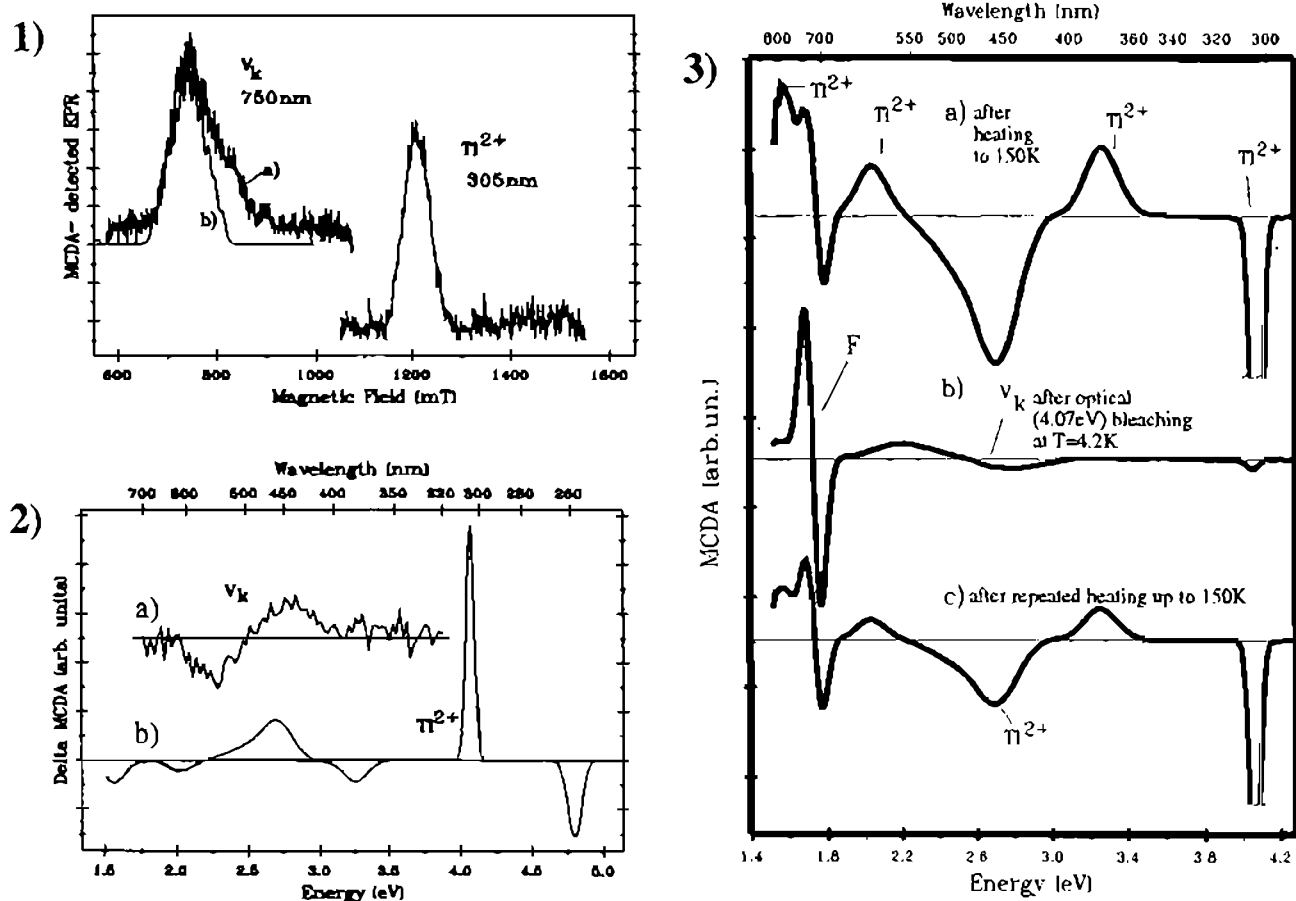 1)
V_k
750nm
a)
b)
Tl²⁺
305nm
MCDA- detected EPR
600 800 1000 1200 1400 1600
Magnetic Field (mT)
2)
Wavelength (nm)
700 600 500 450 400 350 320 300 280 260
a)
V_k
b)
Tl²⁺
Delta MCDA (arb. units)
2.0 2.5 3.0 3.5 4.0 4.5 5.0
Energy (eV)
3)
Wavelength (nm)
800 700 600 550 500 450 400 360 340 320 300
Tl²⁺
Tl²⁺
a) after
heating
to 150K
Tl²⁺
Tl²⁺
F
b)
V_k after optical
(4.07eV) bleaching
at T=4.2K
c) after repeated heating up to 150K
Tl²⁺
MCDA (arb.un.)
1.4 1.8 2.2 2.6 3.0 3.4 3.8 4.2
Energy (eV)